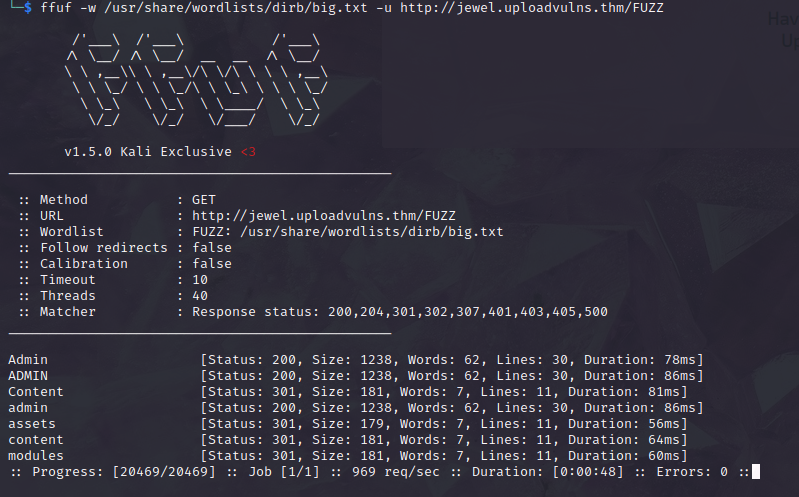 └─$ ffuf -w /usr/share/wordlists/dirb/big.txt -u http://jewel.uploadvulns.thm/FUZZ
v1.5.0 Kali Exclusive <3
:: Method : GET
:: URL : http://jewel.uploadvulns.thm/FUZZ
:: Wordlist : FUZZ: /usr/share/wordlists/dirb/big.txt
:: Follow redirects : false
:: Calibration : false
:: Timeout : 10
:: Threads : 40
:: Matcher : Response status: 200,204,301,302,307,401,403,405,500
Admin [Status: 200, Size: 1238, Words: 62, Lines: 30, Duration: 78ms]
ADMIN [Status: 200, Size: 1238, Words: 62, Lines: 30, Duration: 86ms]
Content [Status: 301, Size: 181, Words: 7, Lines: 11, Duration: 81ms]
admin [Status: 200, Size: 1238, Words: 62, Lines: 30, Duration: 86ms]
assets [Status: 301, Size: 179, Words: 7, Lines: 11, Duration: 56ms]
content [Status: 301, Size: 181, Words: 7, Lines: 11, Duration: 64ms]
modules [Status: 301, Size: 181, Words: 7, Lines: 11, Duration: 60ms]
:: Progress: [20469/20469] :: Job [1/1] :: 969 req/sec :: Duration: [0:00:48] :: Errors: 0 ::